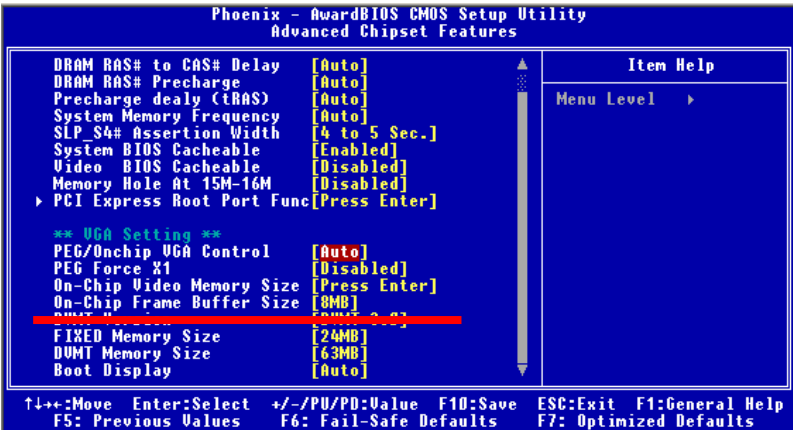 Phoenix - AwardBIOS CMOS Setup Utility
Advanced Chipset Features
DRAM RAS# to CAS# Delay [Auto]
DRAM RAS# Precharge [Auto]
Precharge dealy (tRAS) [Auto]
System Memory Frequency [Auto]
SLP_S4# Assertion Width [4 to 5 Sec.]
System BIOS Cacheable [Enabled]
Video BIOS Cacheable [Disabled]
Memory Hole At 15M-16M [Disabled]
PCI Express Root Port Func[Press Enter]
** VGA Setting **
PEG/Onchip VGA Control [Auto]
PEG Force X1 [Disabled]
On-Chip Video Memory Size [Press Enter]
On-Chip Frame Buffer Size [8MB]
FIXED Memory Size [24MB]
DVMT Memory Size [63MB]
Boot Display [Auto]
Item Help
Menu Level
↑↓→←:Move Enter:Select +/-/PU/PD:Value F10:Save ESC:Exit F1:General Help
F5: Previous Values F6: Fail-Safe Defaults F7: Optimized Defaults